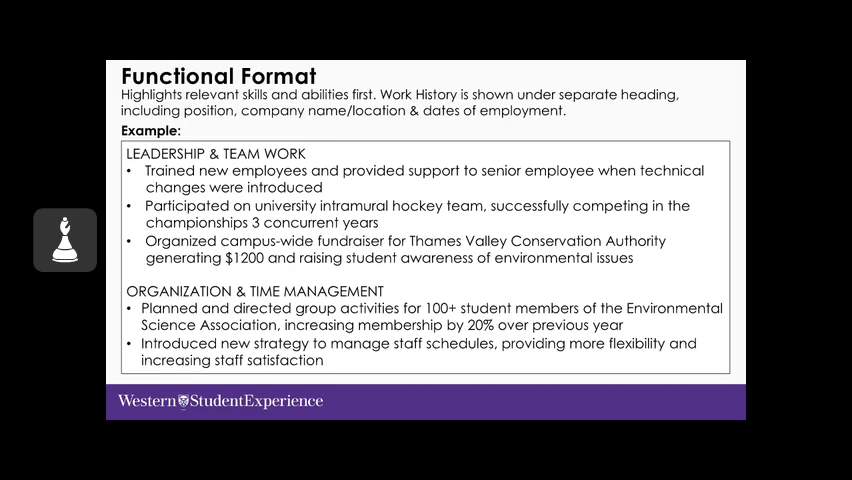 Functional Format
Highlights relevant skills and abilities first. Work History is shown under separate heading,
including position, company name/location & dates of employment.
Example:
LEADERSHIP & TEAM WORK
• Trained new employees and provided support to senior employee when technical
changes were introduced
• Participated on university intramural hockey team, successfully competing in the
championships 3 concurrent years
• Organized campus-wide fundraiser for Thames Valley Conservation Authority
generating $1200 and raising student awareness of environmental issues
ORGANIZATION & TIME MANAGEMENT
• Planned and directed group activities for 100+ student members of the Environmental
Science Association, increasing membership by 20% over previous year
• Introduced new strategy to manage staff schedules, providing more flexibility and
increasing staff satisfaction
Western StudentExperience